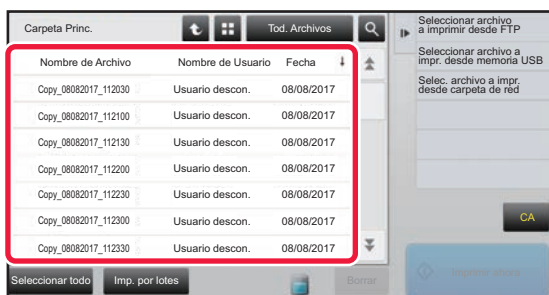 Carpeta Princ.
Tod. Archivos
Nombre de Archivo Nombre de Usuario Fecha
Copy_08082017_112030 Usuario descon. 08/08/2017
Copy_08082017_112100 Usuario descon. 08/08/2017
Copy_08082017_112130 Usuario descon. 08/08/2017
Copy_08082017_112200 Usuario descon. 08/08/2017
Copy_08082017_112230 Usuario descon. 08/08/2017
Copy_08082017_112300 Usuario descon. 08/08/2017
Copy_08082017_112330 Usuario descon. 08/08/2017
Seleccionar todo
Imp. por lotes
Borrar
Seleccionar archivo
a imprimir desde FTP
Seleccionar archivo a
impr. desde memoria USB
Selec. archivo a impr.
desde carpeta de red
CA
Imprimir ahora